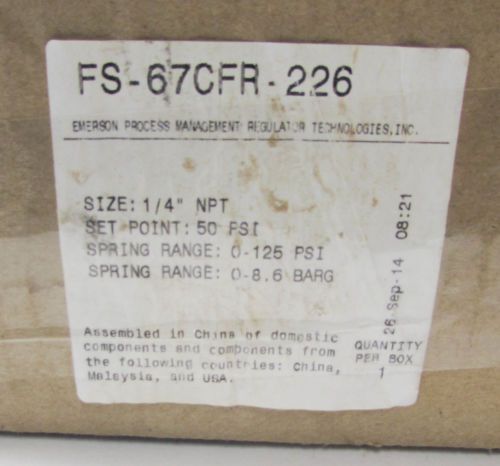 FS-67CFR-226
EMERSON PROCESS MANAGEMENT REGULATOR TECHNOLOGIES, INC.
SIZE: 1/4" NPT
SET POINT: 50 PSI
SPRING RANGE: 0-125 PSI
SPRING RANGE: 0-8.6 BARG
Assembled in China of domestic
components and components from
the following countries: China,
Malaysia, and USA.
26-Sep-14 08:21
QUANTITY
PER BOX
1